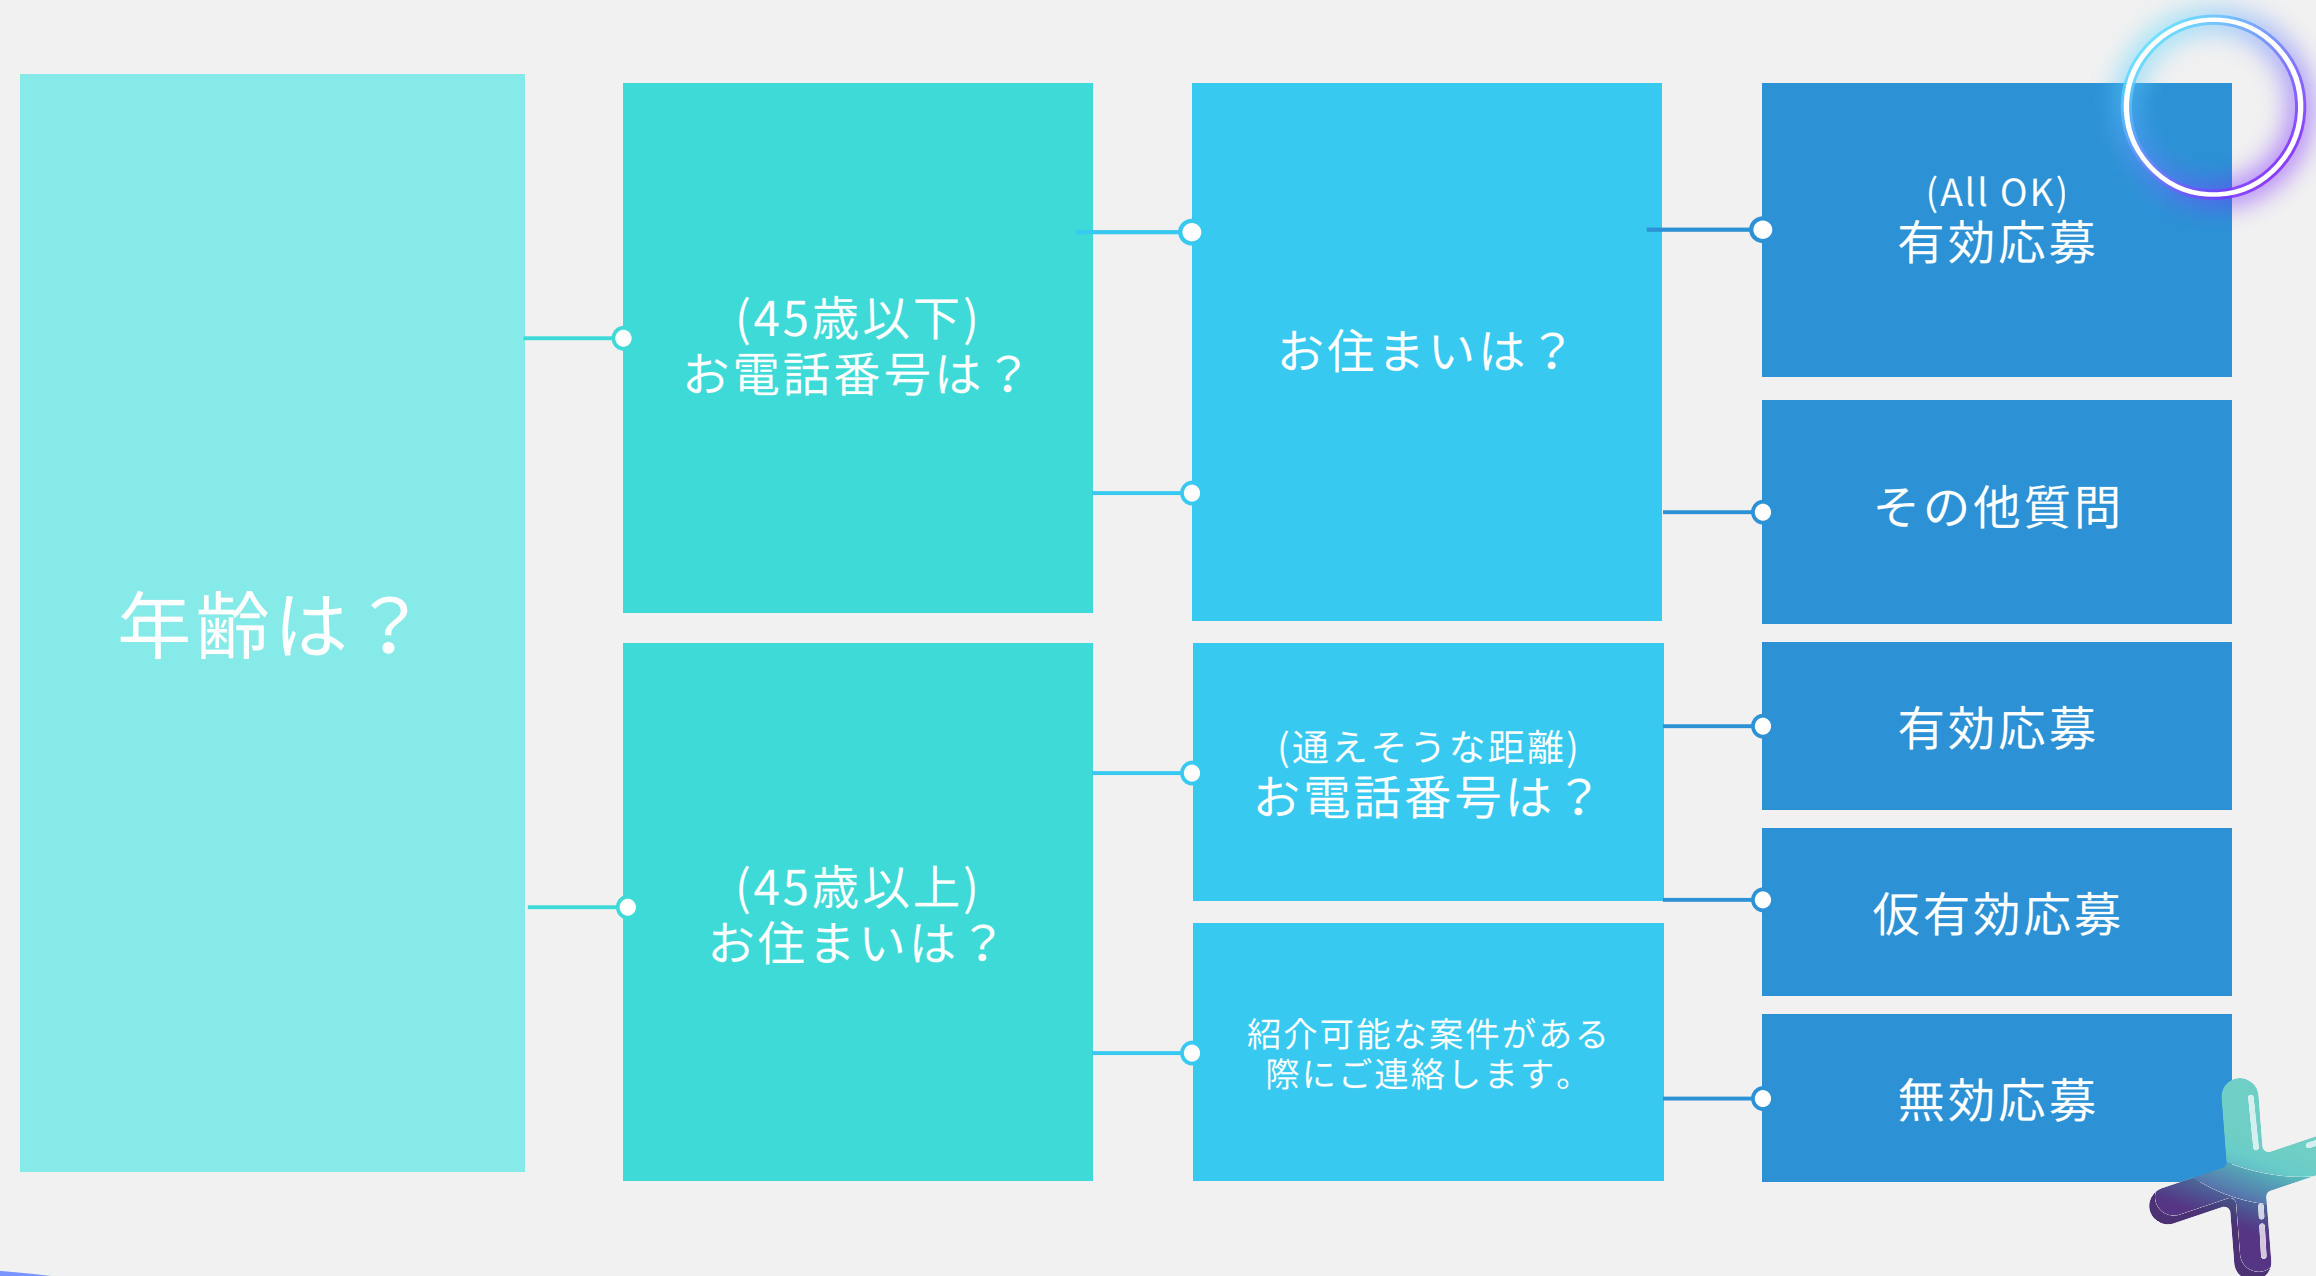 年齢は？
(45歳以下)
お電話番号は？
(45歳以上)
お住まいは？
お住まいは？
(通えそうな距離)
お電話番号は？
紹介可能な案件がある
際にご連絡します。
(All OK)
有効応募
その他質問
有効応募
仮有効応募
無効応募